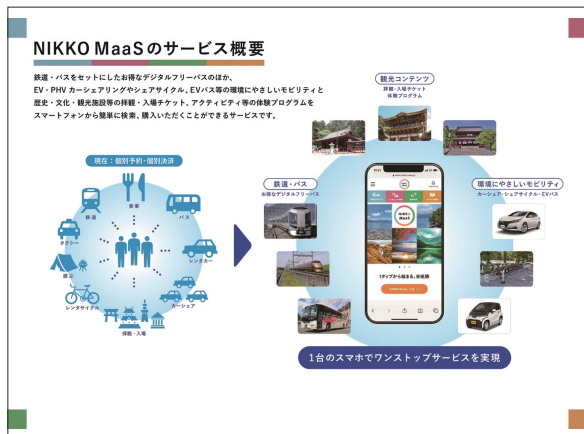 NIKKO MaaSのサービス概要
鉄道・バスをセットにしたお得なデジタルフリーパスのほか、
EV・PHV カーシェアリングやシェアサイクル、EVバス等の環境にやさしいモビリティと
歴史・文化・観光施設等の拝観・入場チケット、アクティビティ等の体験プログラムを
スマートフォンから簡単に検索、購入いただくことができるサービスです。
現在：個別予約・個別決済
食事
鉄道
バス
タクシー
レンタカー
レンタサイクル
カーシェア
拝観・入場
観光コンテンツ
拝観・入場チケット
体験プログラム
鉄道・バス
お得なデジタルフリーパス
環境にやさしいモビリティ
カーシェア・シェアサイクル・EVバス
NIKKO
MaaS
1タップから始まる、旅先旅
1台のスマホでワンストップサービスを実現